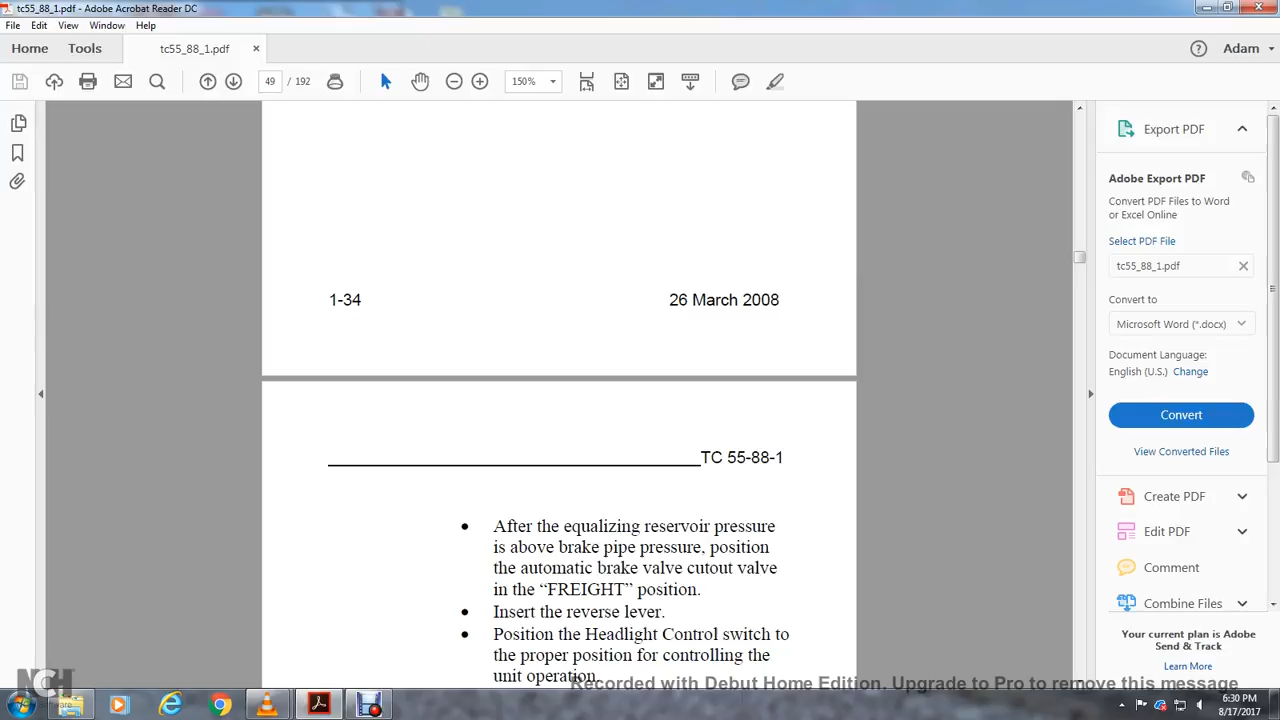 tc55_88_1.pdf - Adobe Acrobat Reader DC
File Edit View Window Help
Home Tools tc55_88_1.pdf × Adam
49 / 192 150%
Export PDF
Adobe Export PDF
Convert PDF Files to Word
or Excel Online
Select PDF File
tc55_88_1.pdf
Convert to
Microsoft Word (*.docx)
Document Language:
English (U.S.) Change
Convert
View Converted Files
Create PDF
Edit PDF
Comment
Combine Files
Your current plan is Adobe
Send & Track
Learn More
1-34 26 March 2008
TC 55-88-1
• After the equalizing reservoir pressure
is above brake pipe pressure, position
the automatic brake valve cutout valve
in the “FREIGHT” position.
• Insert the reverse lever.
• Position the Headlight Control switch to
the proper position for controlling the
unit operation.
Recorded with Debut Home Edition. Upgrade to Pro to remove this message
NCH
Software
6:30 PM
8/17/2017